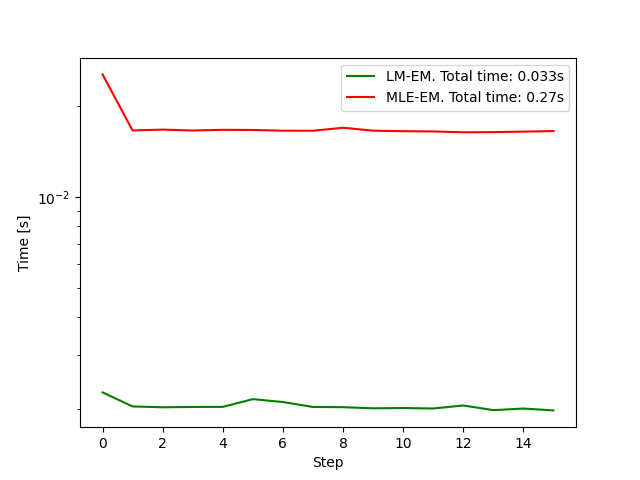 LM-EM. Total time: 0.033s
MLE-EM. Total time: 0.27s
10⁻²
Time [s]
0 2 4 6 8 10 12 14
Step